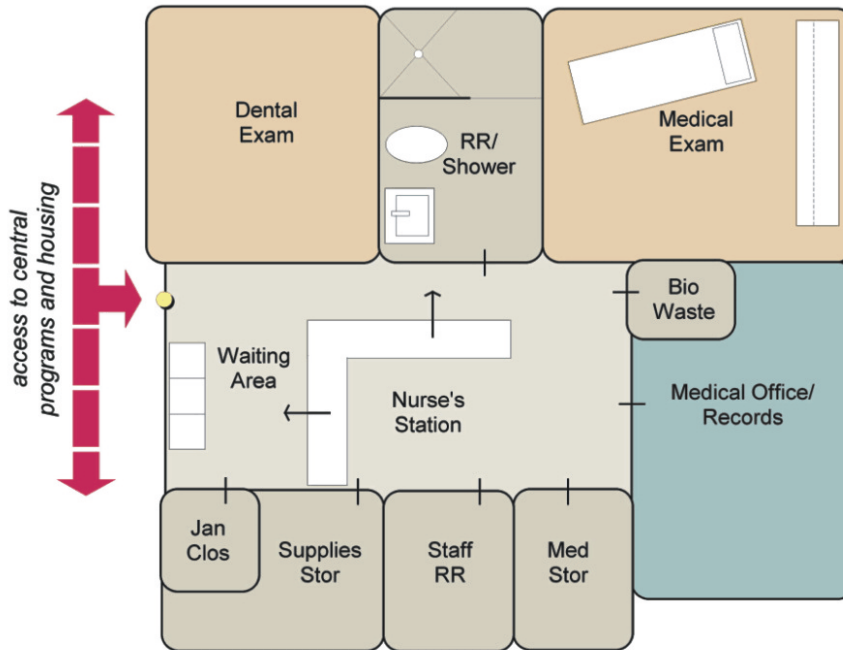 access to central
programs and housing
Dental
Exam
RR/
Shower
Medical
Exam
Bio
Waste
Waiting
Area
Nurse's
Station
Medical Office/
Records
Jan
Clos
Supplies
Stor
Staff
RR
Med
Stor